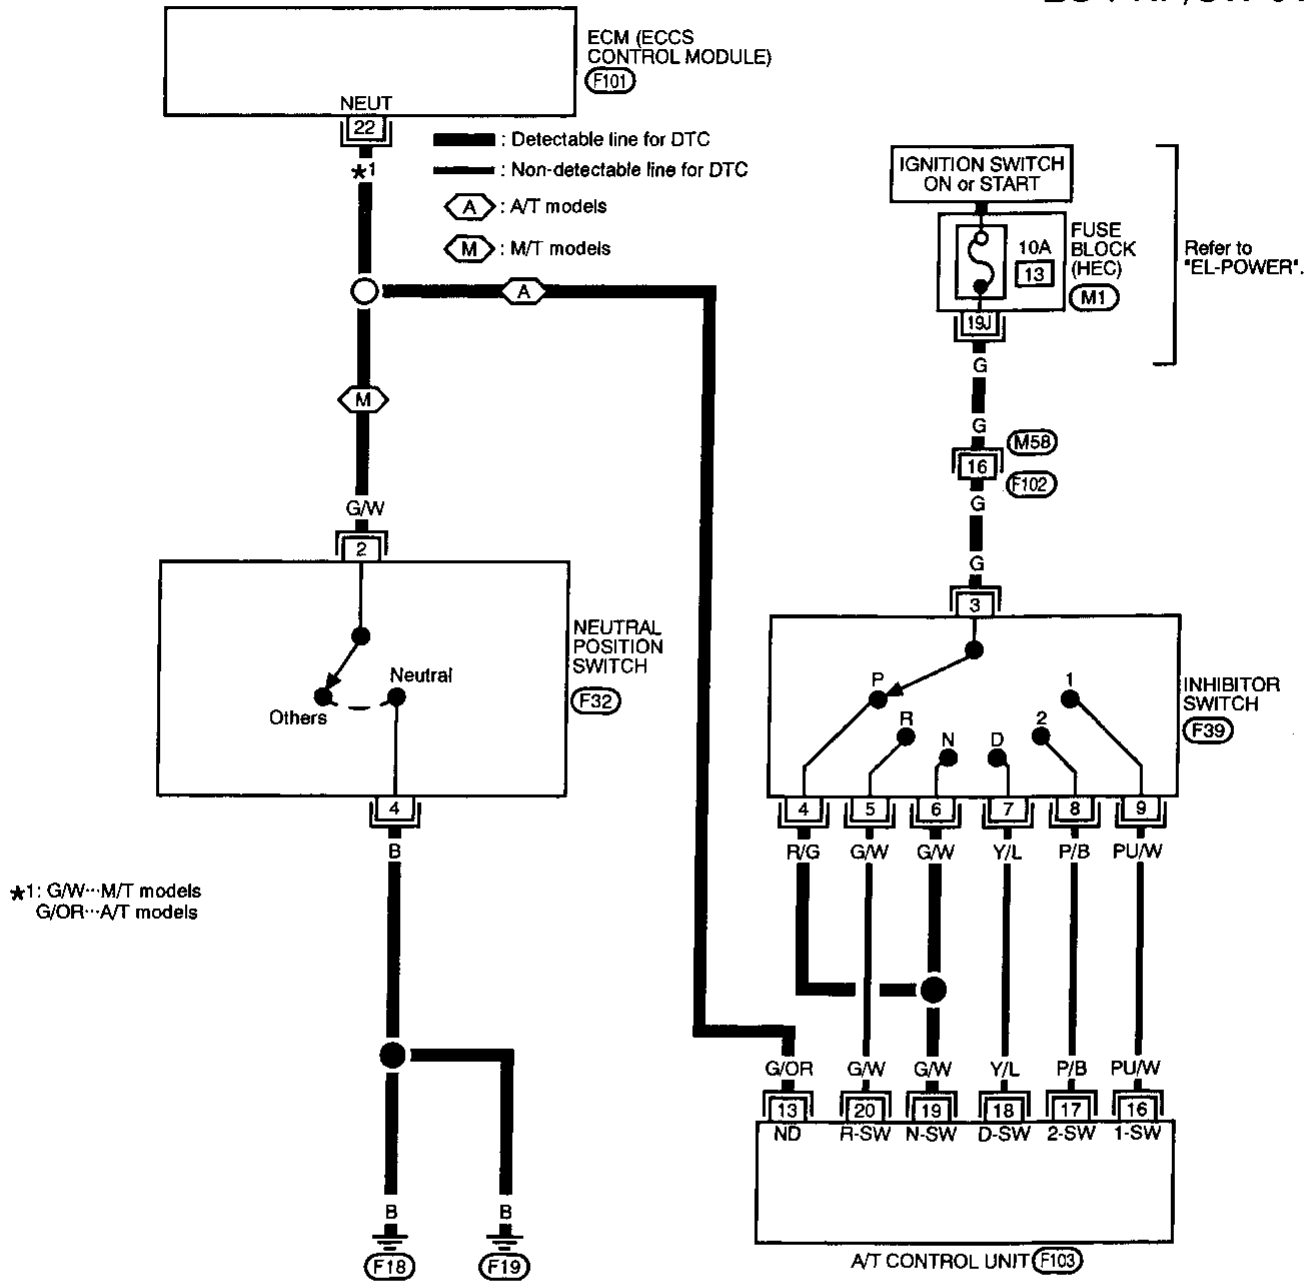 ECM (ECCS
CONTROL MODULE)
F101
NEUT
22
★1
: Detectable line for DTC
: Non-detectable line for DTC
A : A/T models
M : M/T models
A
M
G/W
2
NEUTRAL
POSITION
SWITCH
F32
Neutral
Others
4
B
★1: G/W···M/T models
G/OR···A/T models
B
B
F18
F19
IGNITION SWITCH
ON or START
FUSE
BLOCK
(HEC)
M1
10A
13
19J
Refer to
"EL-POWER".
G
G
M58
16
F102
G
G
3
INHIBITOR
SWITCH
F39
P
R
N
D
2
1
4 5 6 7 8 9
R/G G/W G/W Y/L P/B PU/W
G/OR G/W G/W Y/L P/B PU/W
13 20 19 18 17 16
ND R-SW N-SW D-SW 2-SW 1-SW
A/T CONTROL UNIT F103